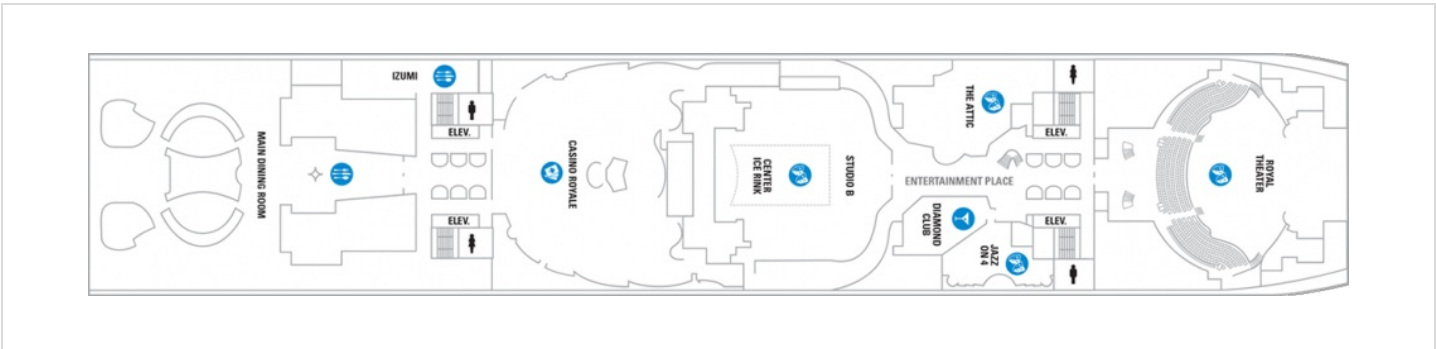 IZUMI
ELEV.
ELEV.
MAIN DINING ROOM
CASINO ROYALE
CENTER
ICE RINK
STUDIO B
THE ATTIC
ENTERTAINMENT PLACE
DIAMOND
CLUB
JAZZ
ON 4
ELEV.
ELEV.
ROYAL
THEATER